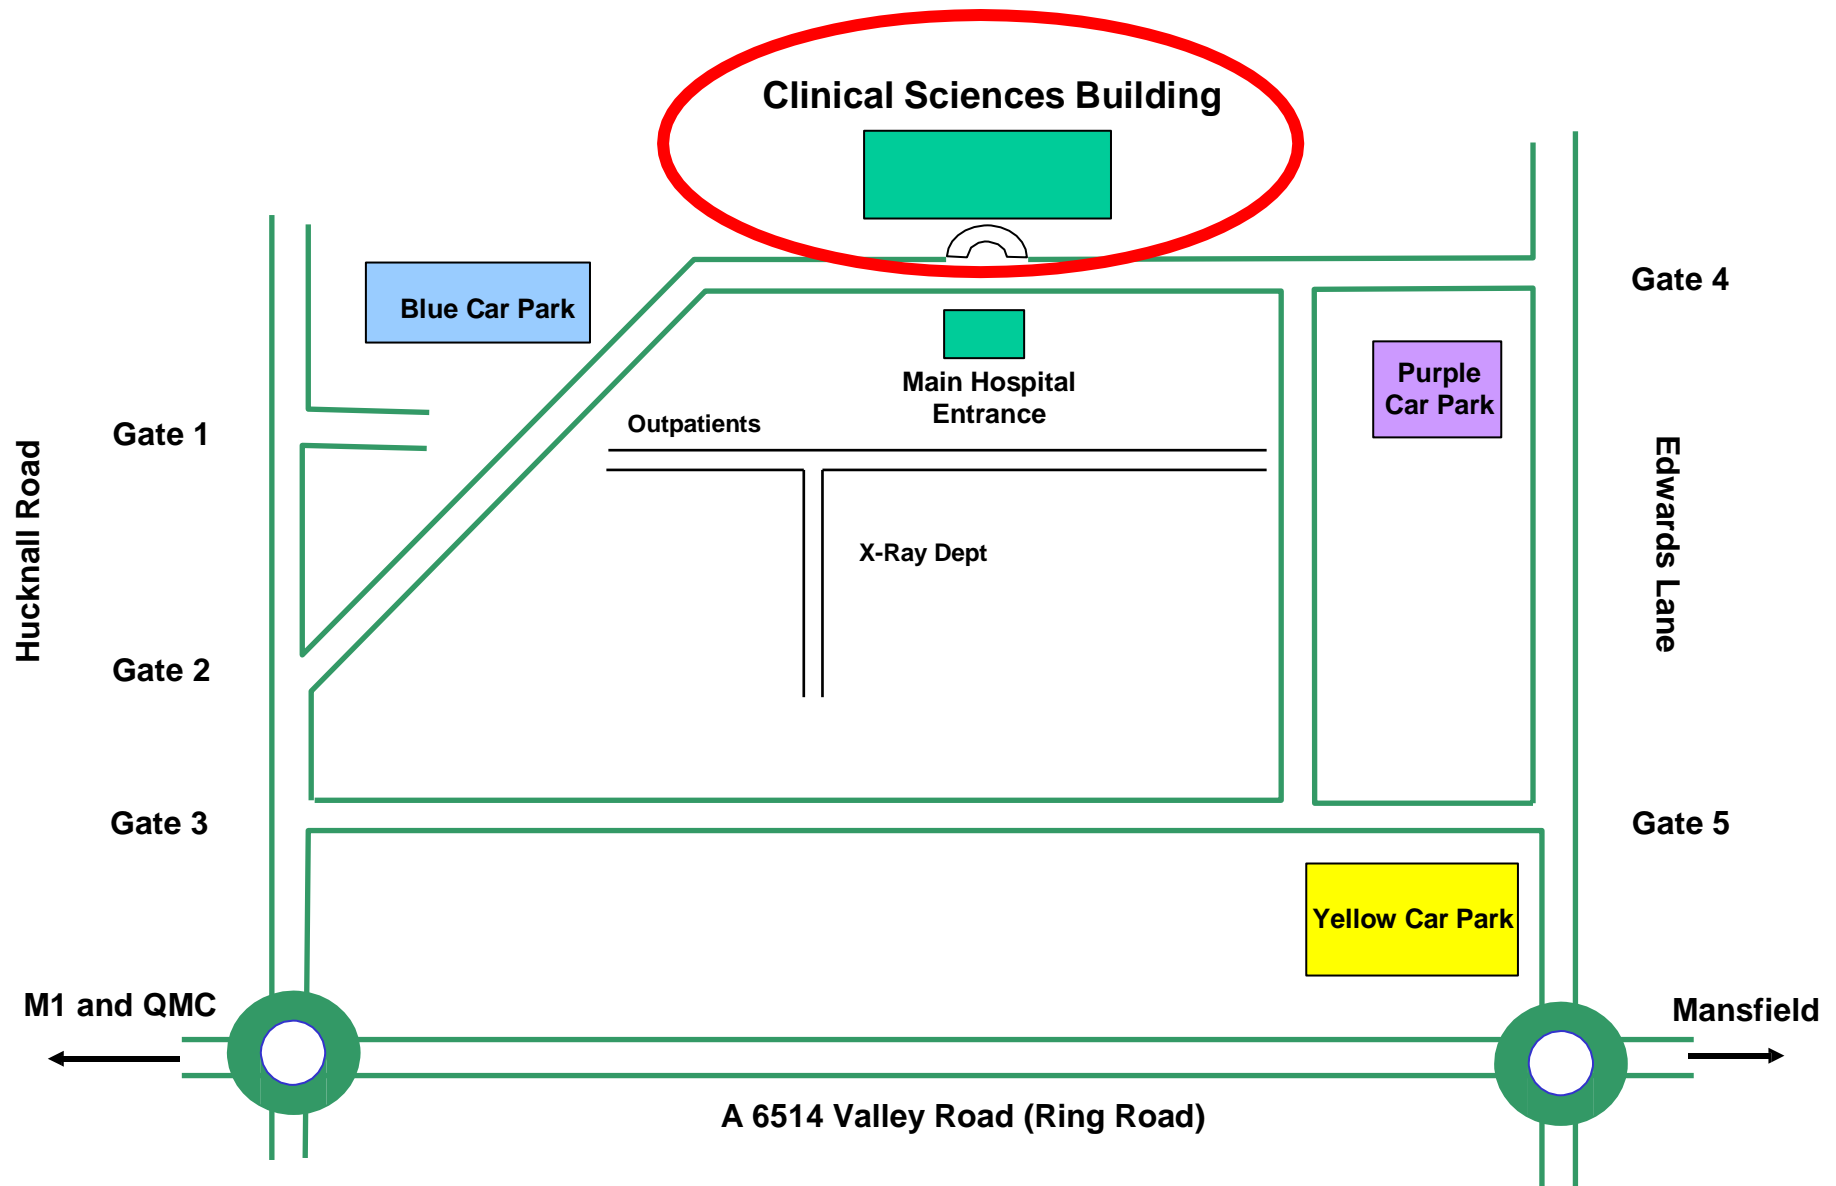 Clinical Sciences Building
Gate 4
Blue Car Park
Purple
Car Park
Main Hospital
Entrance
Outpatients
Gate 1
Hucknall Road
Edwards Lane
X-Ray Dept
Gate 2
Gate 3
Gate 5
Yellow Car Park
M1 and QMC
Mansfield
A 6514 Valley Road (Ring Road)